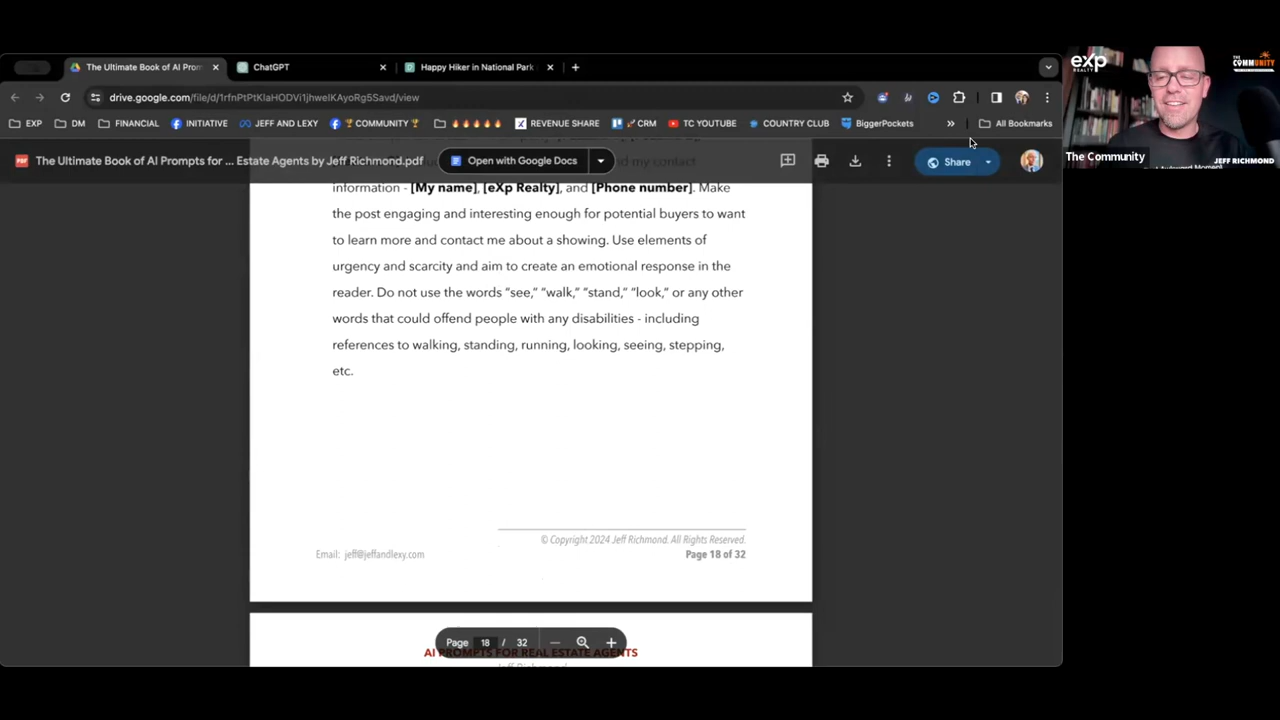 The Ultimate Book of AI Prom
ChatGPT
Happy Hiker in National Park
drive.google.com/file/d/1rfnPtPtKIaHODVi1jhweIKAyoRg5Savd/view
EXP
DM
FINANCIAL
INITIATIVE
JEFF AND LEXY
COMMUNITY
REVENUE SHARE
CRM
TC YOUTUBE
COUNTRY CLUB
BiggerPockets
All Bookmarks
The Ultimate Book of AI Prompts for ... Estate Agents by Jeff Richmond.pdf
Open with Google Docs
Share
exp
REALTY
THE
COMMUNITY
The Community
JEFF RICHMOND
information - [My name], [eXp Realty], and [Phone number]. Make
the post engaging and interesting enough for potential buyers to want
to learn more and contact me about a showing. Use elements of
urgency and scarcity and aim to create an emotional response in the
reader. Do not use the words “see,“ “walk,” “stand,” “look,” or any other
words that could offend people with any disabilities - including
references to walking, standing, running, looking, seeing, stepping,
etc.
© Copyright 2024 Jeff Richmond. All Rights Reserved.
Email: jeff@jeffandlexy.com
Page 18 of 32
Page 18 / 32
AI PROMPTS FOR REAL ESTATE AGENTS
Jeff Richmond